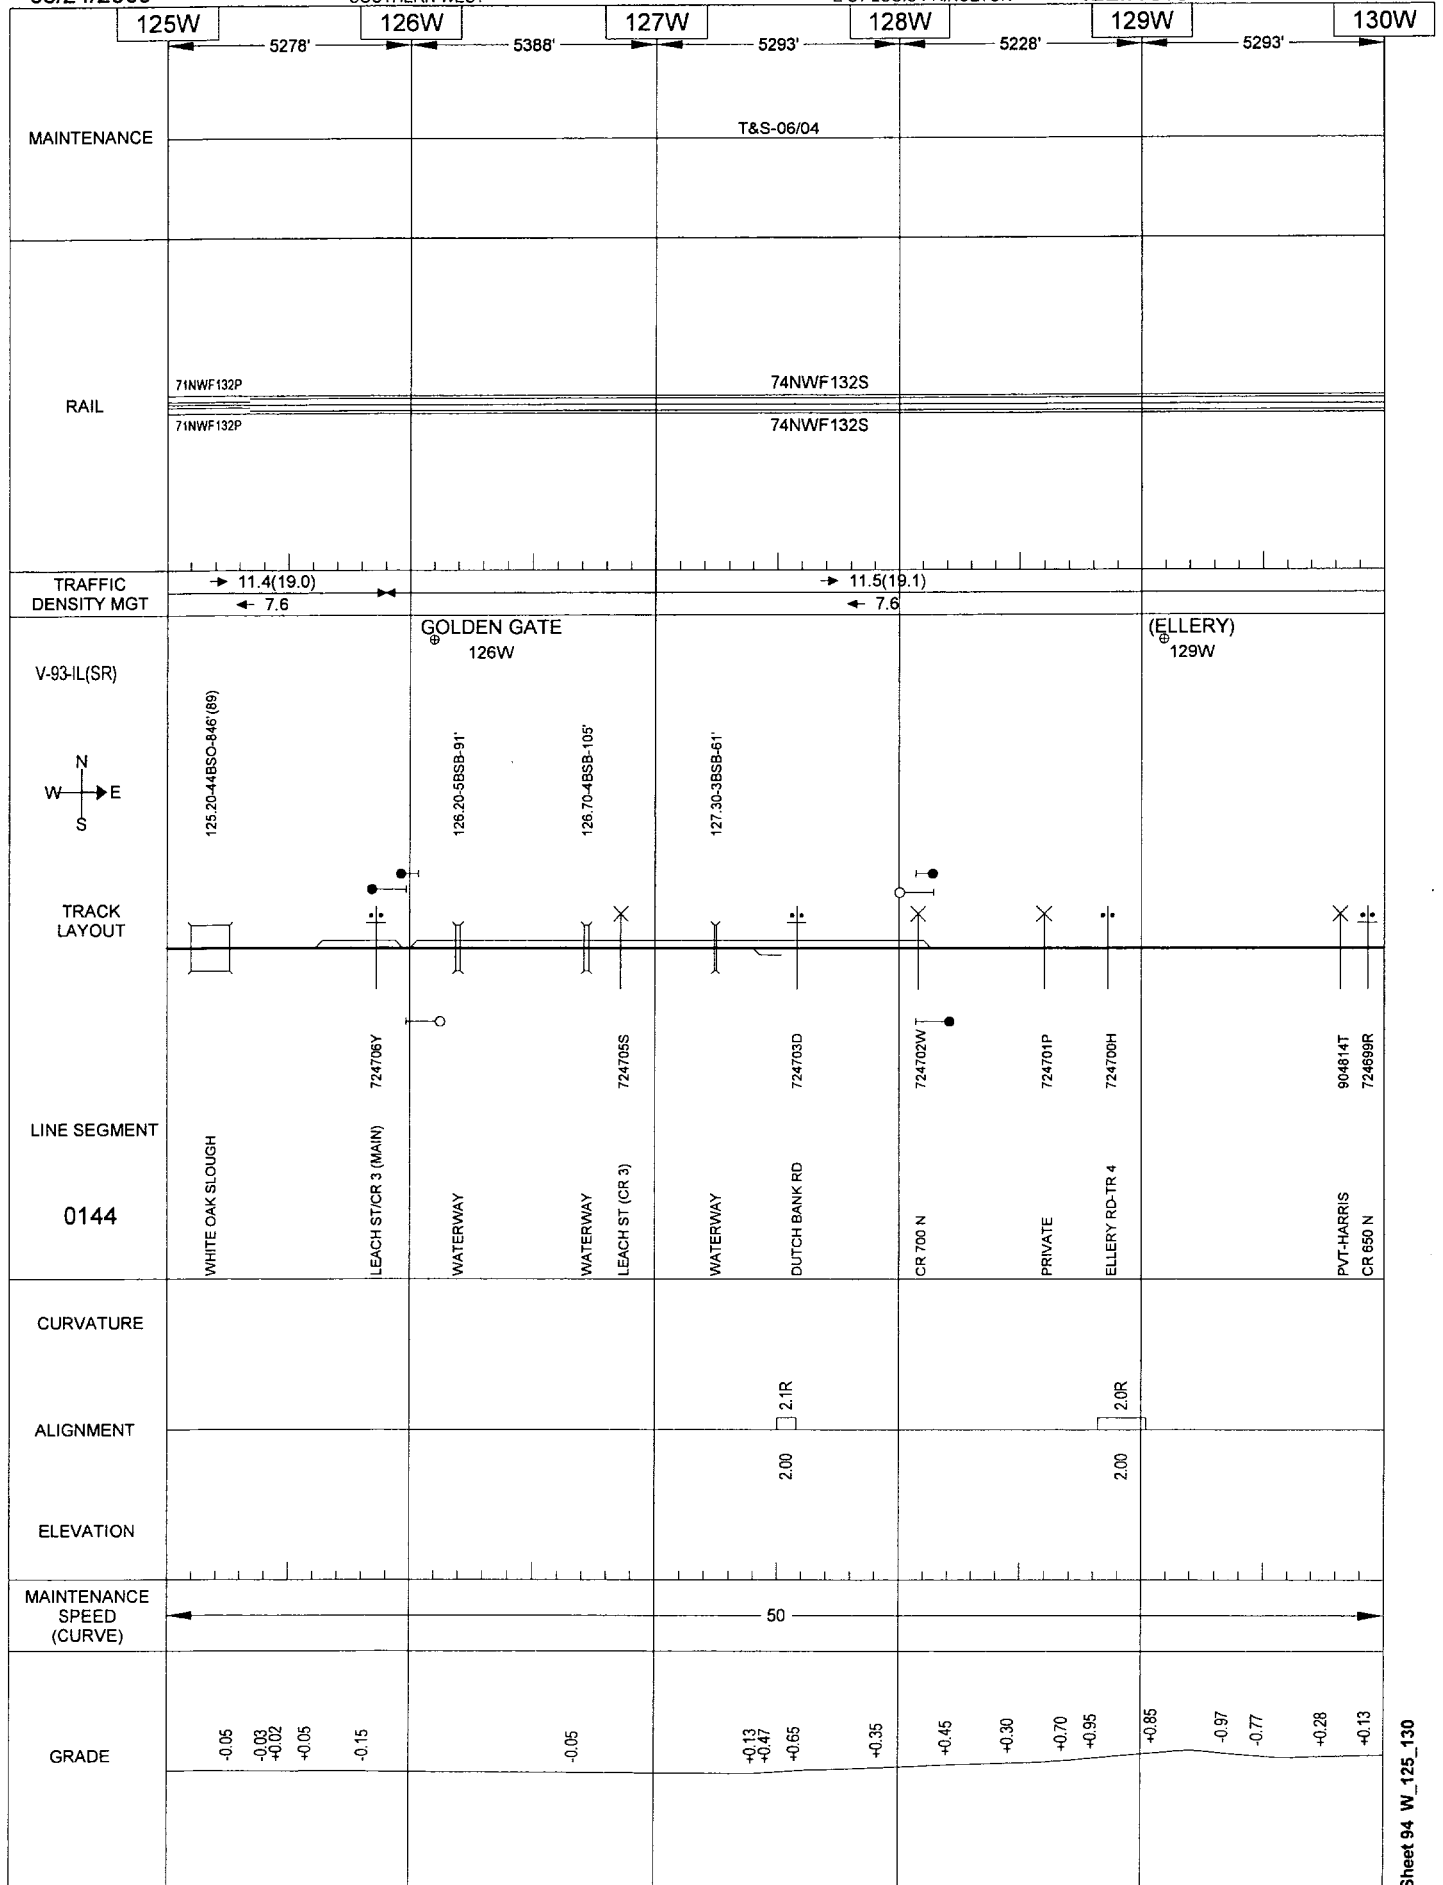 125W 126W 127W 128W 129W 130W
5278' 5388' 5293' 5228' 5293'
MAINTENANCE
T&S-06/04
RAIL
71NWF132P 74NWF132S
71NWF132P 74NWF132S
TRAFFIC
DENSITY MGT
11.4(19.0) 11.5(19.1)
7.6 7.6
GOLDEN GATE
126W
(ELLERY)
129W
V-93-IL(SR)
N
W E
S
125.20-44BSO-846'(89)
126.20-5BSB-91'
126.70-4BSB-105'
127.30-3BSB-61'
TRACK
LAYOUT
724706Y
724705S
724703D
724702W
724701P
724700H
904814T
724699R
LINE SEGMENT
0144
WHITE OAK SLOUGH
LEACH ST/CR 3 (MAIN)
WATERWAY
WATERWAY
LEACH ST (CR 3)
WATERWAY
DUTCH BANK RD
CR 700 N
PRIVATE
ELLERY RD-TR 4
PVT-HARRIS
CR 650 N
CURVATURE
2.1R 2.0R
ALIGNMENT
2.00 2.00
ELEVATION
MAINTENANCE
SPEED
(CURVE)
50
GRADE
-0.05
-0.03
+0.02
+0.05
-0.15
-0.05
+0.13
+0.47
+0.65
+0.35
+0.45
+0.30
+0.70
+0.95
+0.85
-0.97
-0.77
+0.28
+0.13
Sheet 94 W_125_130